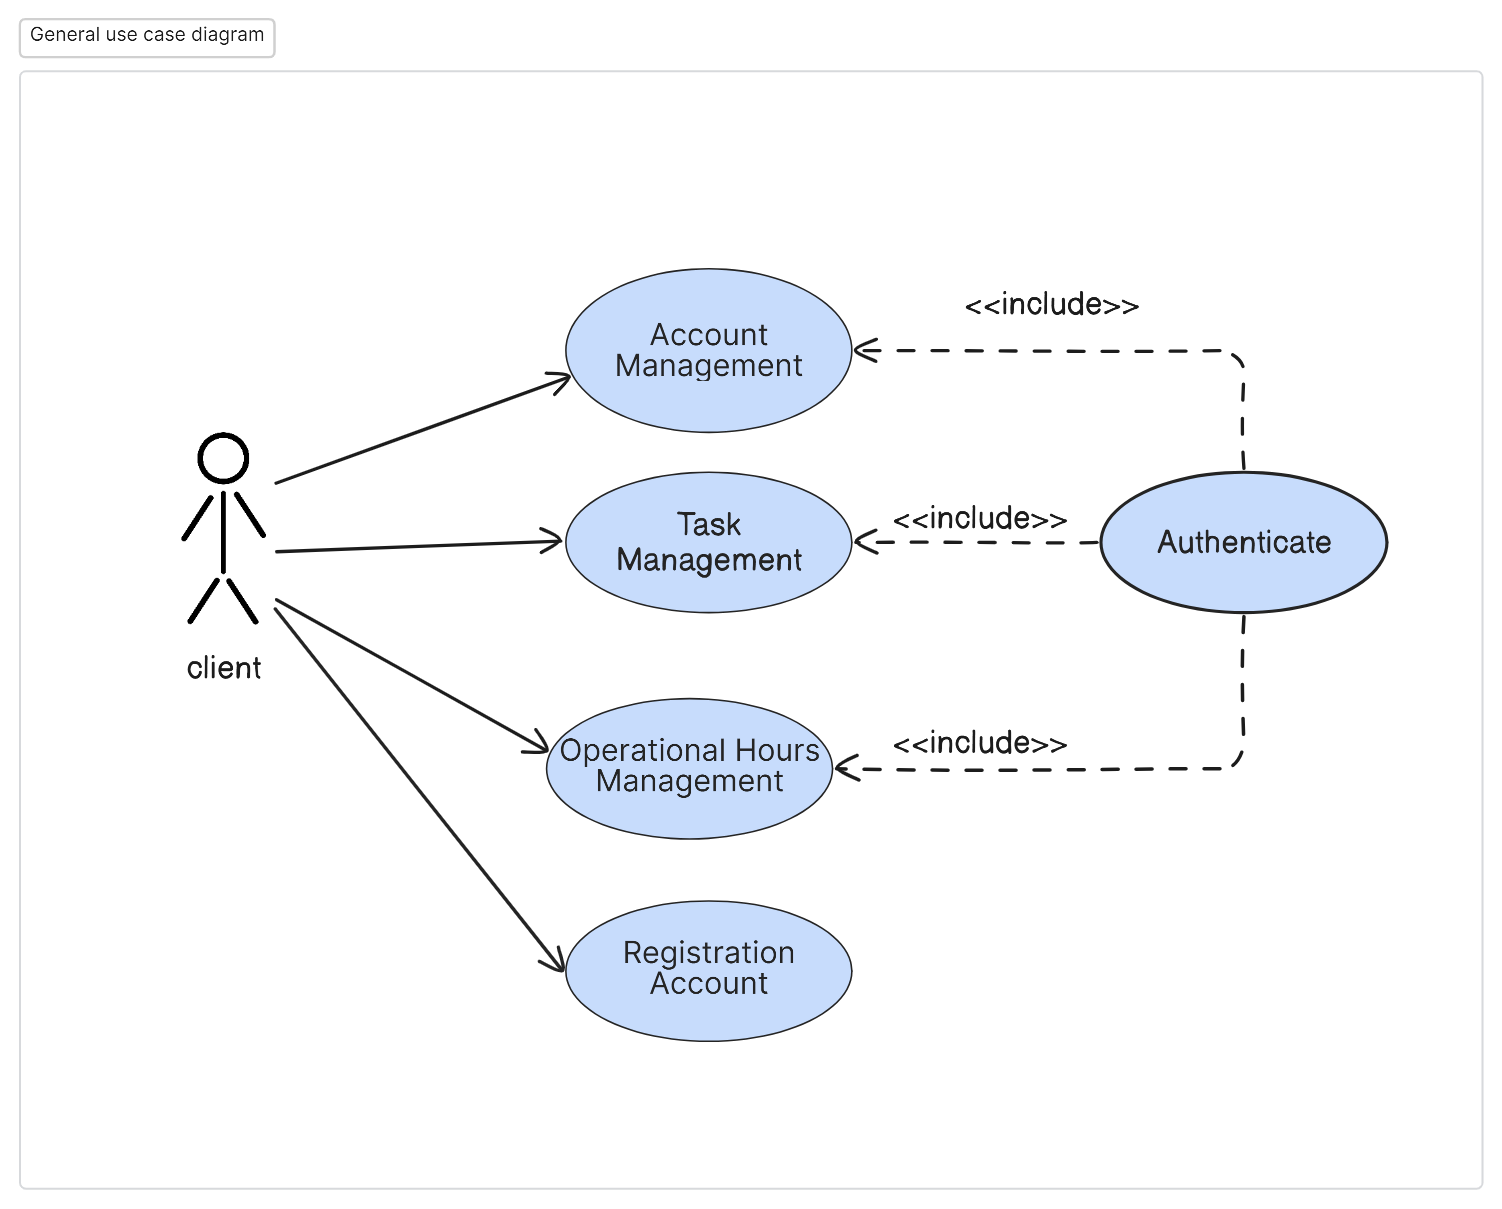 General use case diagram
Account
Management
<<include>>
Task
Management
<<include>>
Authenticate
client
Operational Hours
Management
<<include>>
Registration
Account